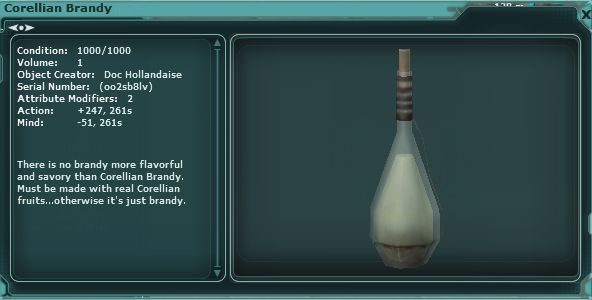 Corellian Brandy
Condition: 1000/1000
Volume: 1
Object Creator: Doc Hollandaise
Serial Number: (oo2sb8lv)
Attribute Modifiers: 2
Action: +247, 261s
Mind: -51, 261s
There is no brandy more flavorful
and savory than Corellian Brandy.
Must be made with real Corellian
fruits...otherwise it's just brandy.